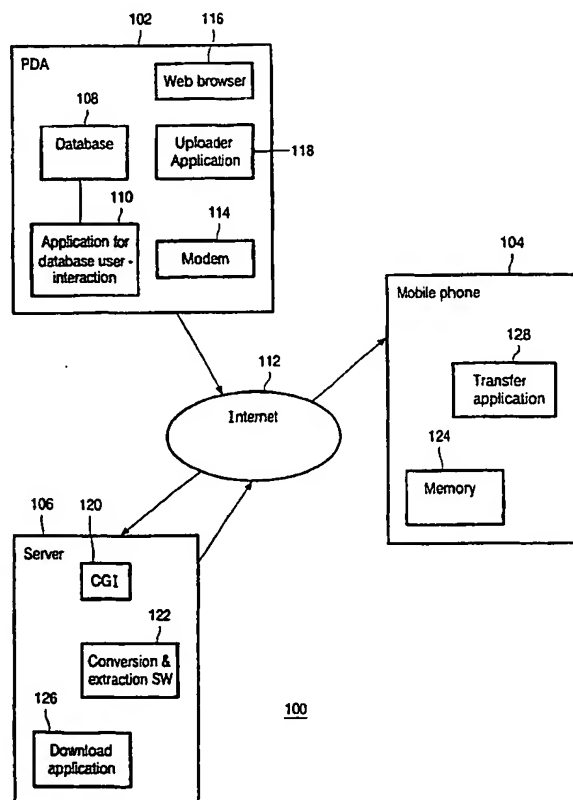 102
116
PDA
Web browser
108
Database
Uploader
Application
118
110
Application for
database user -
interaction
114
Modem
104
Mobile phone
128
Transfer
application
112
Internet
124
Memory
106
120
Server
CGI
122
Conversion &
extraction SW
126
Download
application
100